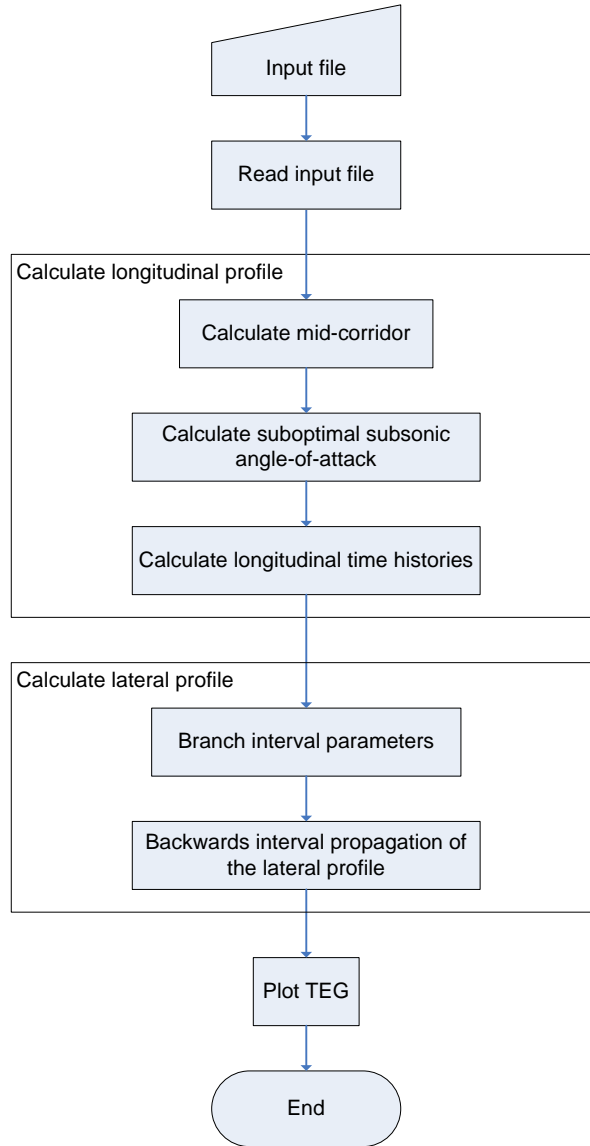 Input file
Read input file
Calculate longitudinal profile
Calculate mid-corridor
Calculate suboptimal subsonic
angle-of-attack
Calculate longitudinal time histories
Calculate lateral profile
Branch interval parameters
Backwards interval propagation of
the lateral profile
Plot TEG
End